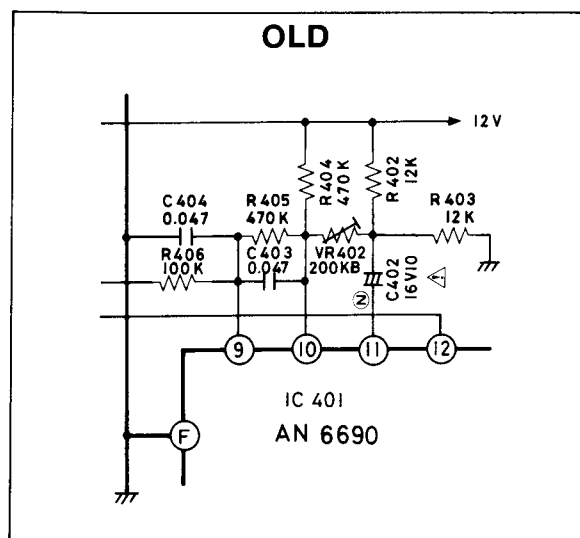 OLD
12V
R404
470K
R402
12K
C404
0.047
R405
470K
R403
12K
R406
100K
C403
0.047
VR402
200KB
C402
16V10
N
!
9
10
11
12
IC 401
AN 6690
F